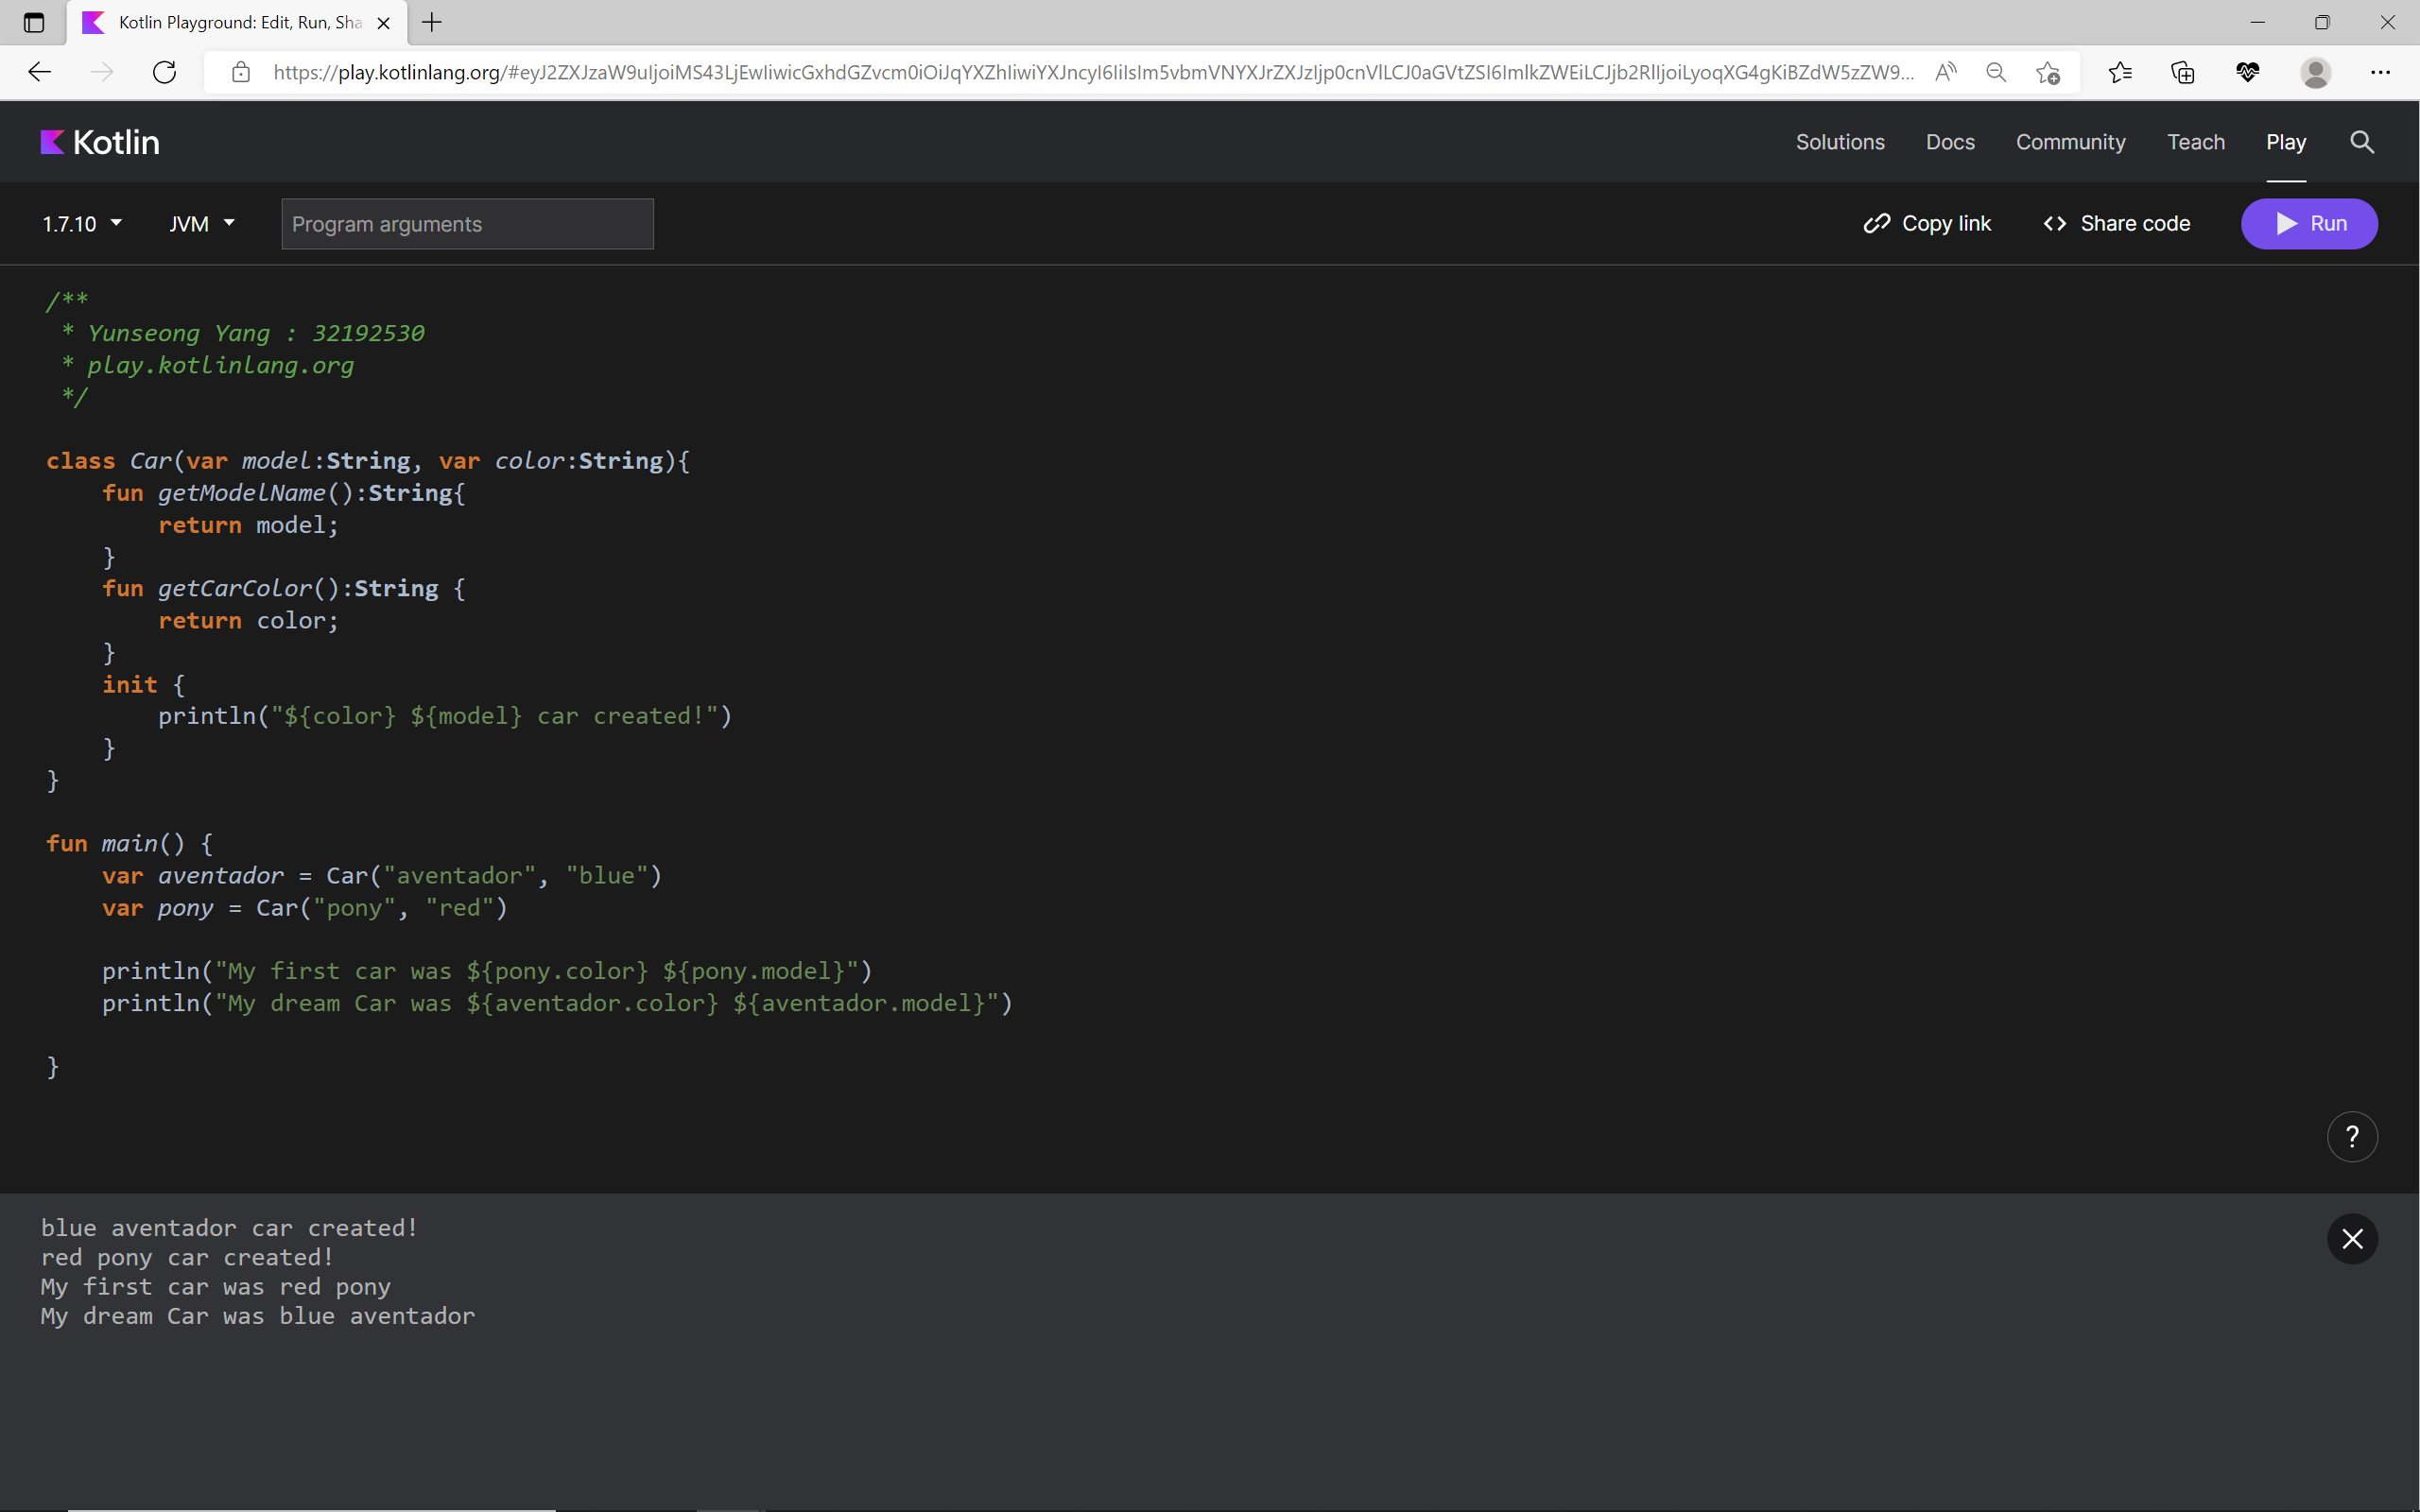 Kotlin Playground: Edit, Run, Sha
https://play.kotlinlang.org/
Kotlin
Solutions Docs Community Teach Play
1.7.10 JVM Program arguments Copy link <> Share code Run
/**
 * Yunseong Yang : 32192530
 * play.kotlinlang.org
 */
class Car(var model:String, var color:String){
    fun getModelName():String{
        return model;
    }
    fun getCarColor():String {
        return color;
    }
    init {
        println("${color} ${model} car created!")
    }
}
fun main() {
    var aventador = Car("aventador", "blue")
    var pony = Car("pony", "red")
    println("My first car was ${pony.color} ${pony.model}")
    println("My dream Car was ${aventador.color} ${aventador.model}")
}
?
blue aventador car created!
red pony car created!
My first car was red pony
My dream Car was blue aventador